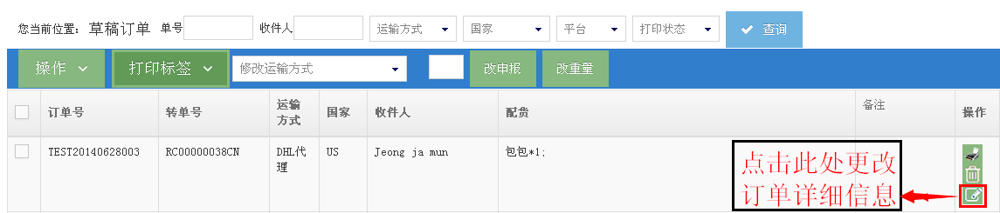 您当前位置: 草稿订单 单号 收件人 运输方式 国家 平台 打印状态 查询
操作 打印标签 修改运输方式 改申报 改重量
订单号 转单号 运输方式 国家 收件人 配货 备注 操作
TEST20140628003 RC00000038CN DHL代理 US Jeong ja mun 包包*1;
点击此处更改
订单详细信息